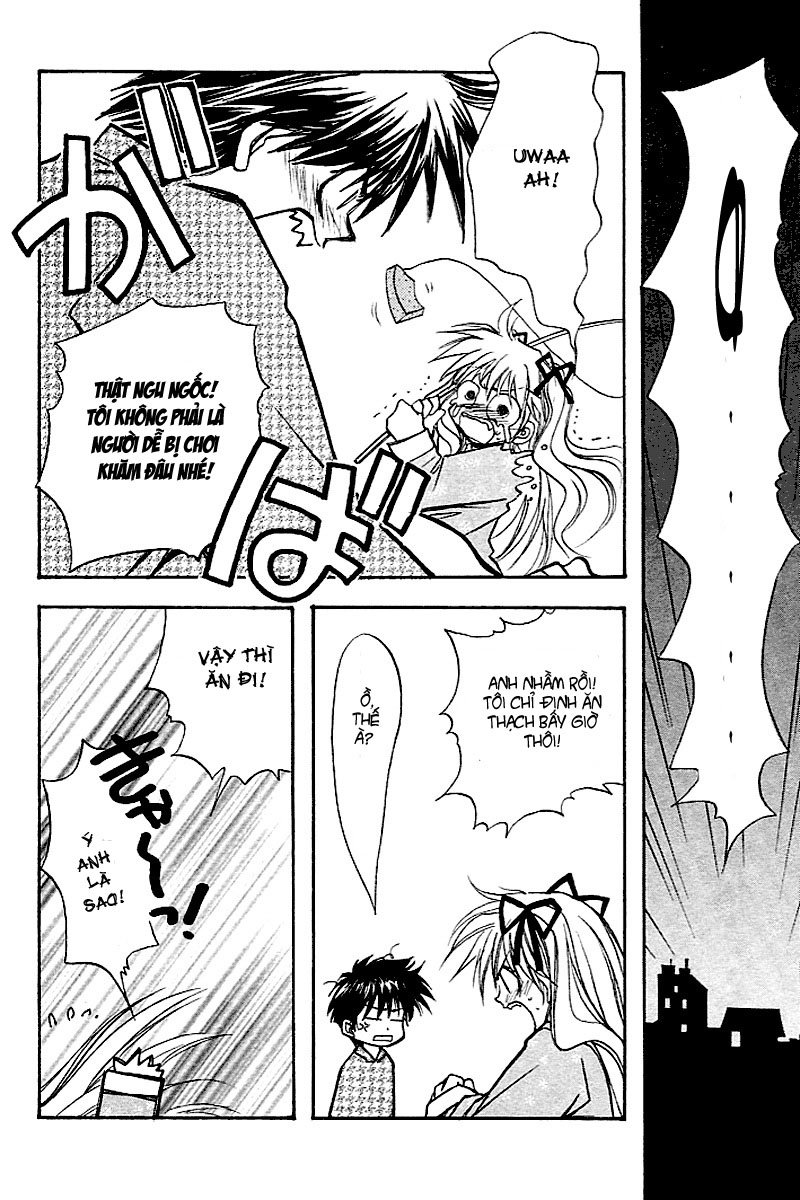 UWAA
AH!
がば
THẬT NGU NGỐC!
TÔI KHÔNG PHẢI LÀ
NGƯỜI DỄ BỊ CHƠI
KHĂM ĐÂU NHÉ!
ANH NHẦM RỒI!
TÔI CHỈ ĐỊNH ĂN
THẠCH BÂY GIỜ
THÔI!
Ồ,
THẾ
À?
VẬY THÌ
ĂN ĐI!
Ý
ANH
LÀ
SAO!